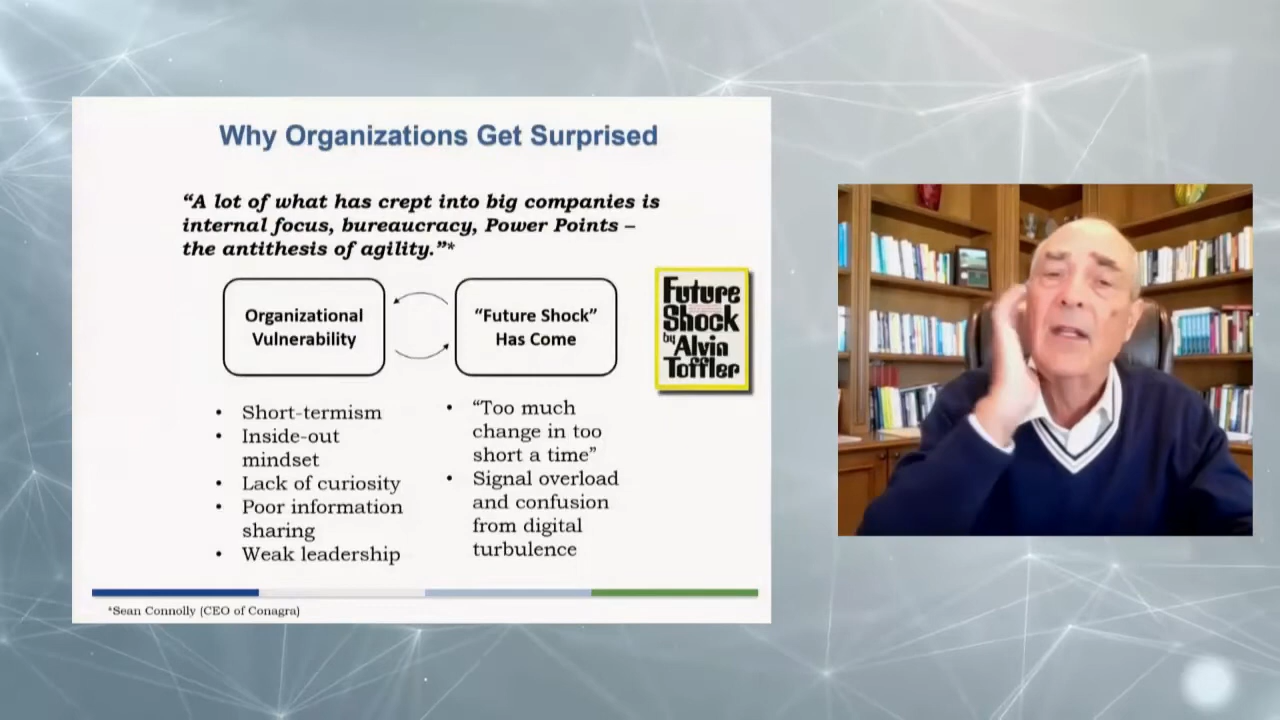 Why Organizations Get Surprised
“A lot of what has crept into big companies is
internal focus, bureaucracy, Power Points –
the antithesis of agility.”*
Organizational
Vulnerability
“Future Shock”
Has Come
Future
Shock
by
Alvin
Toffler
• Short-termism
• Inside-out
mindset
• Lack of curiosity
• Poor information
sharing
• Weak leadership
• “Too much
change in too
short a time”
• Signal overload
and confusion
from digital
turbulence
*Sean Connolly (CEO of Conagra)